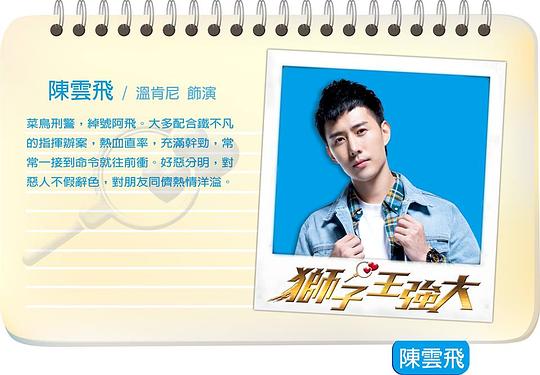 陳雲飛 / 溫肯尼 飾演
菜鳥刑警，綽號阿飛。大多配合鐵不凡
的指揮辦案，熱血直率，充滿幹勁，常
常一接到命令就往前衝。好惡分明，對
惡人不假辭色，對朋友同儕熱情洋溢。
獅子王強大
陳雲飛